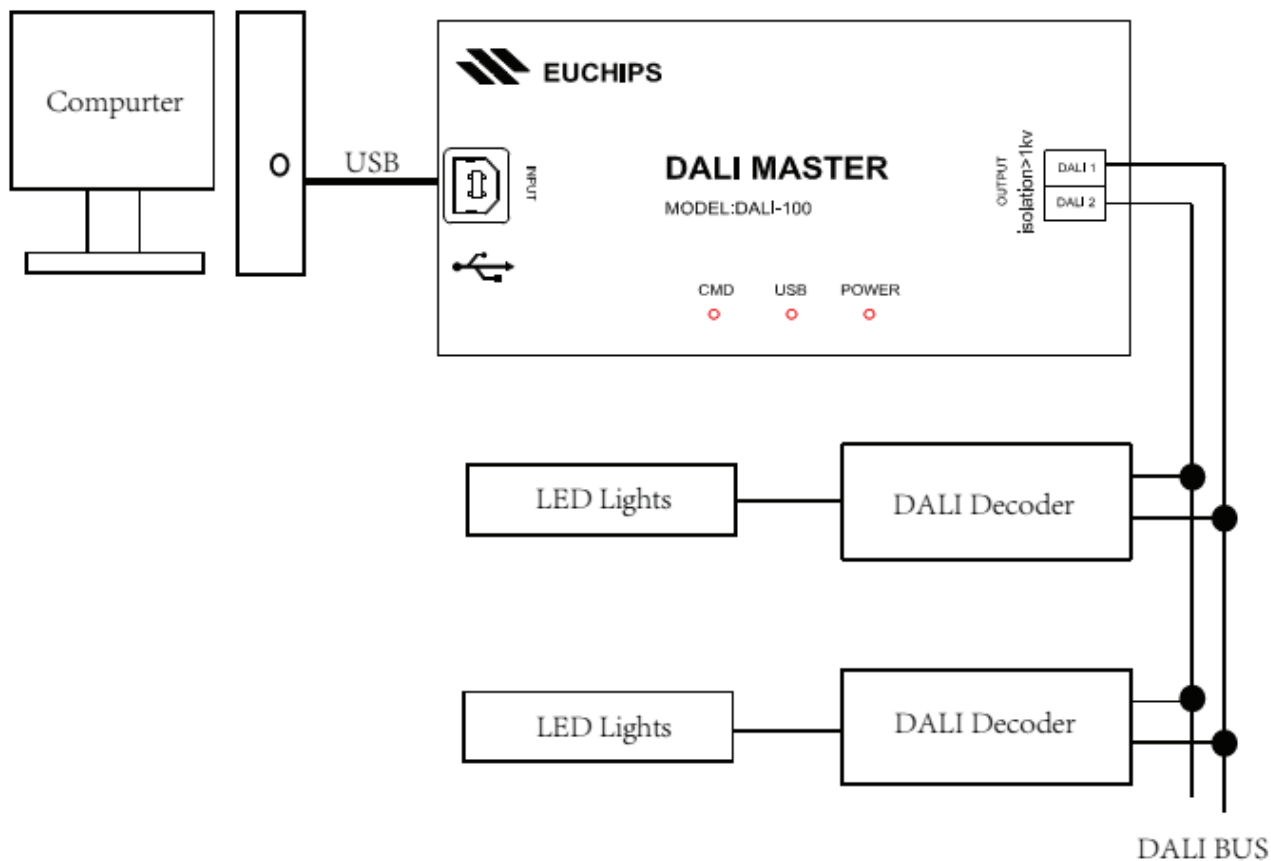 Compurter
USB
EUCHIPS
INPUT
DALI MASTER
MODEL:DALI-100
OUTPUT
isolation>1kv
DALI 1
DALI 2
CMD USB POWER
LED Lights
DALI Decoder
LED Lights
DALI Decoder
DALI BUS